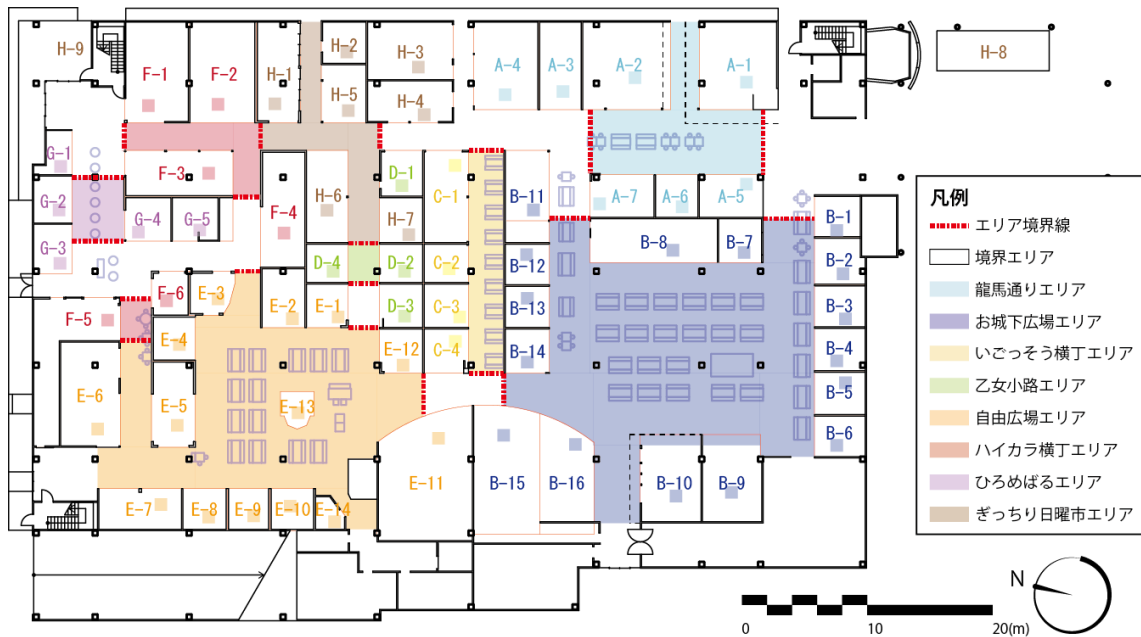 H-9
F-1
F-2
H-1
H-2
H-3
H-5
H-4
A-4
A-3
A-2
A-1
H-8
G-1
G-2
G-3
F-3
G-4
G-5
F-4
H-6
D-1
H-7
C-1
B-11
A-7
A-6
A-5
B-8
B-7
B-1
B-2
B-3
B-4
B-5
B-6
D-4
D-2
C-2
B-12
D-3
C-3
B-13
E-12
C-4
B-14
F-6
E-3
E-2
E-1
F-5
E-4
E-6
E-5
E-13
E-11
B-15
B-16
B-10
B-9
E-7
E-8
E-9
E-10
E-14
凡例
エリア境界線
境界エリア
龍馬通りエリア
お城下広場エリア
いごっそう横丁エリア
乙女小路エリア
自由広場エリア
ハイカラ横丁エリア
ひろめばるエリア
ぎっちり日曜市エリア
N
0 10 20(m)